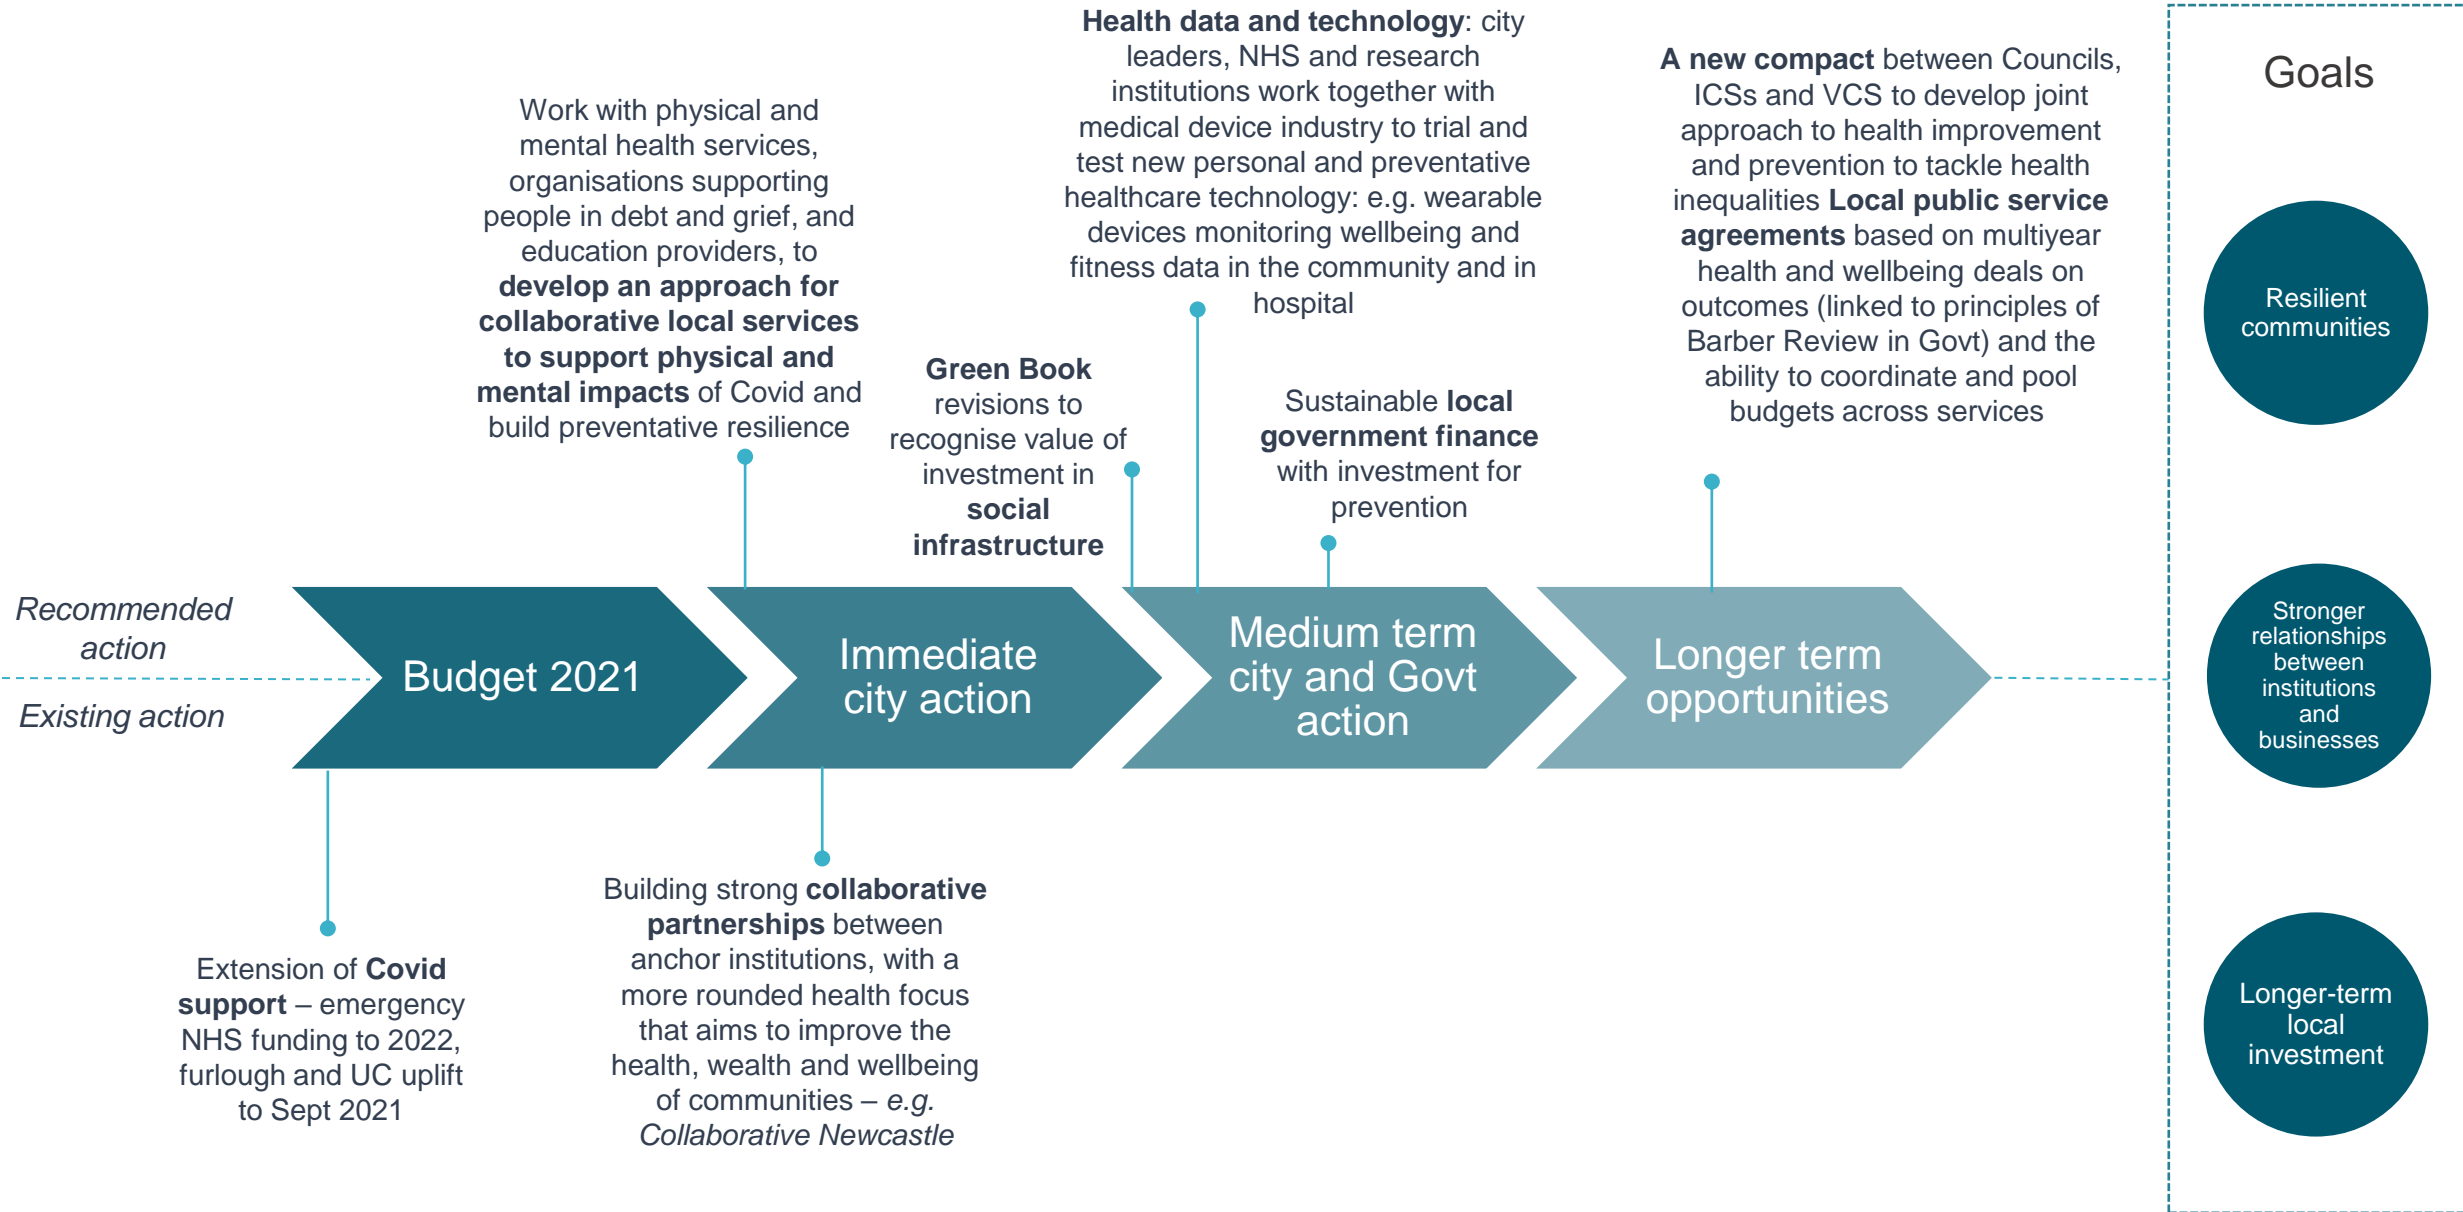 Health data and technology: city
leaders, NHS and research
institutions work together with
medical device industry to trial and
test new personal and preventative
healthcare technology: e.g. wearable
devices monitoring wellbeing and
fitness data in the community and in
hospital
A new compact between Councils,
ICSs and VCS to develop joint
approach to health improvement
and prevention to tackle health
inequalities Local public service
agreements based on multiyear
health and wellbeing deals on
outcomes (linked to principles of
Barber Review in Govt) and the
ability to coordinate and pool
budgets across services
Goals
Work with physical and
mental health services,
organisations supporting
people in debt and grief, and
education providers, to
develop an approach for
collaborative local services
to support physical and
mental impacts of Covid and
build preventative resilience
Green Book
revisions to
recognise value of
investment in
social
infrastructure
Sustainable local
government finance
with investment for
prevention
Resilient
communities
Recommended
action
Existing action
Budget 2021
Immediate
city action
Medium term
city and Govt
action
Longer term
opportunities
Stronger
relationships
between
institutions
and
businesses
Extension of Covid
support – emergency
NHS funding to 2022,
furlough and UC uplift
to Sept 2021
Building strong collaborative
partnerships between
anchor institutions, with a
more rounded health focus
that aims to improve the
health, wealth and wellbeing
of communities – e.g.
Collaborative Newcastle
Longer-term
local
investment